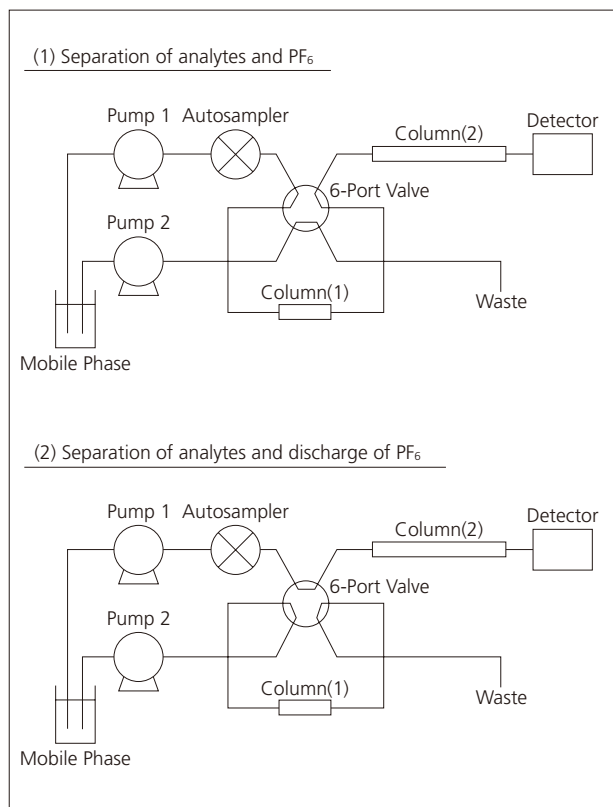 (1) Separation of analytes and PF₆
Pump 1 Autosampler
Detector
Column(2)
6-Port Valve
Pump 2
Column(1)
Waste
Mobile Phase
(2) Separation of analytes and discharge of PF₆
Pump 1 Autosampler
Detector
Column(2)
6-Port Valve
Pump 2
Column(1)
Waste
Mobile Phase